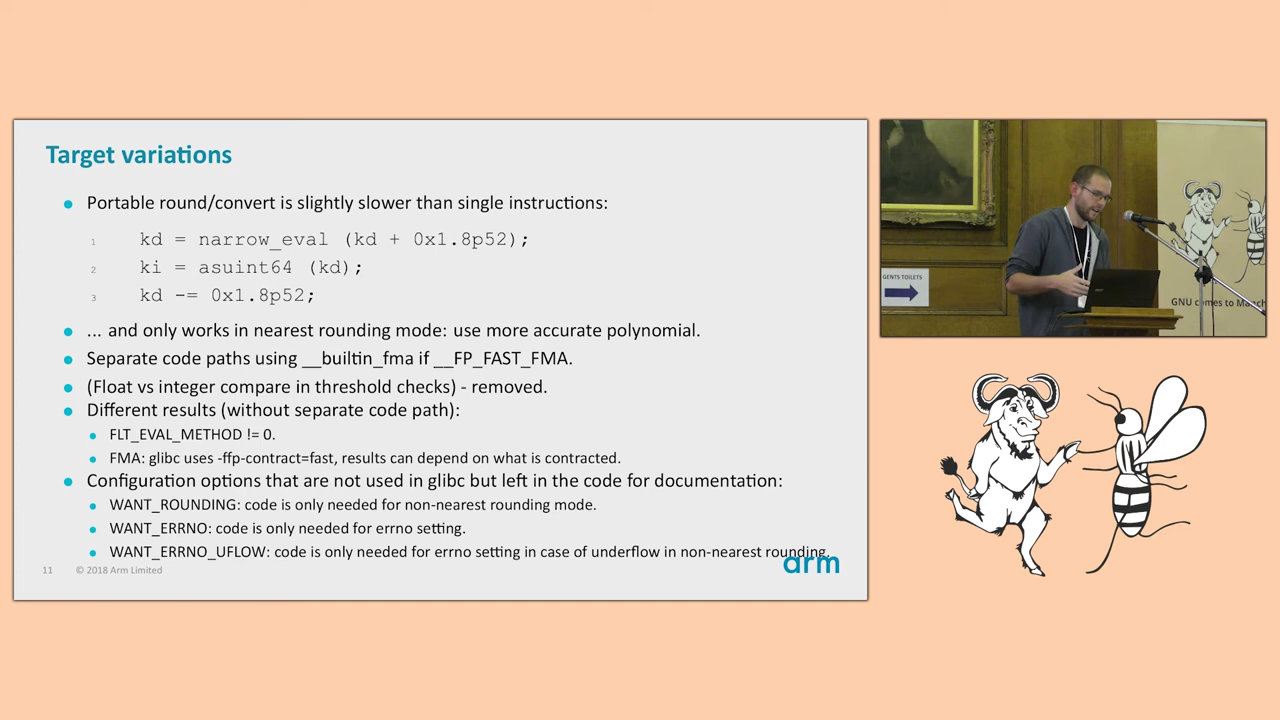 Target variations
Portable round/convert is slightly slower than single instructions:
1 kd = narrow_eval (kd + 0x1.8p52);
2 ki = asuint64 (kd);
3 kd -= 0x1.8p52;
... and only works in nearest rounding mode: use more accurate polynomial.
Separate code paths using __builtin_fma if __FP_FAST_FMA.
(Float vs integer compare in threshold checks) - removed.
Different results (without separate code path):
FLT_EVAL_METHOD != 0.
FMA: glibc uses -ffp-contract=fast, results can depend on what is contracted.
Configuration options that are not used in glibc but left in the code for documentation:
WANT_ROUNDING: code is only needed for non-nearest rounding mode.
WANT_ERRNO: code is only needed for errno setting.
WANT_ERRNO_UFLOW: code is only needed for errno setting in case of underflow in non-nearest rounding.
11 © 2018 Arm Limited
arm
GENTS TOILETS
GNU comes to Manch